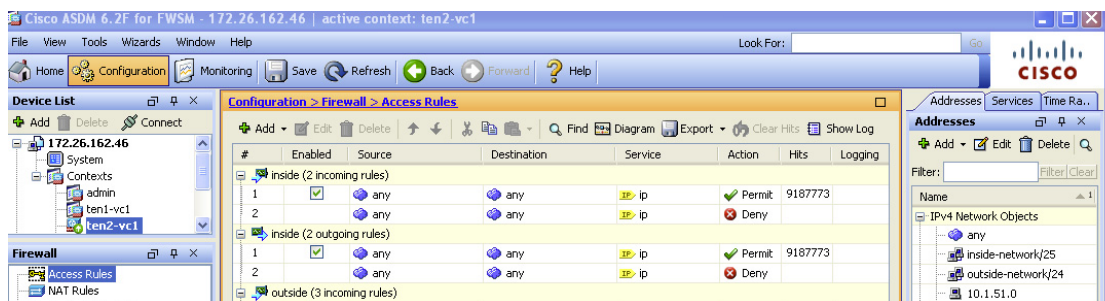 Cisco ASDM 6.2F for FWSM - 172.26.162.46 | active context: ten2-vc1
File View Tools Wizards Window Help Look For: Go
Home Configuration Monitoring Save Refresh Back Forward Help
CISCO
Device List
Add Delete Connect
172.26.162.46
System
Contexts
admin
ten1-vc1
ten2-vc1
Firewall
Access Rules
NAT Rules
Configuration > Firewall > Access Rules
Add Edit Delete Find Diagram Export Clear Hits Show Log
# Enabled Source Destination Service Action Hits Logging
inside (2 incoming rules)
1 any any IP ip Permit 9187773
2 any any IP ip Deny
inside (2 outgoing rules)
1 any any IP ip Permit 9187773
2 any any IP ip Deny
outside (3 incoming rules)
Addresses Services Time Ra..
Addresses
Add Edit Delete
Filter: Filter Clear
Name 1
IPv4 Network Objects
any
inside-network/25
outside-network/24
10.1.51.0